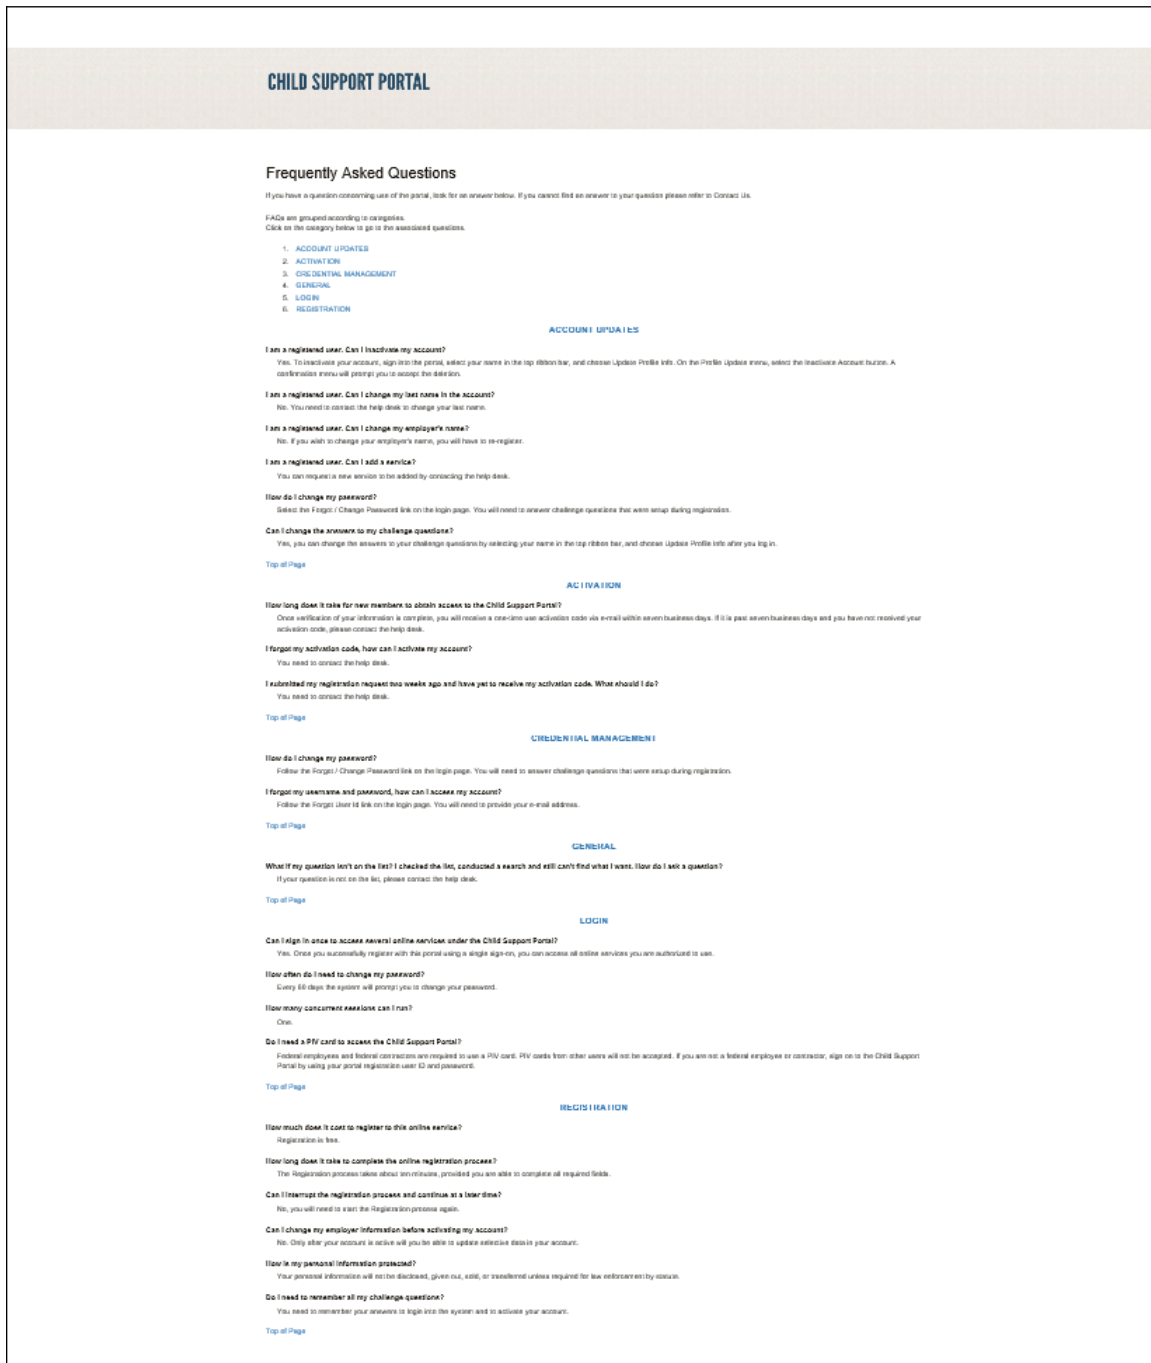 CHILD SUPPORT PORTAL
Frequently Asked Questions
If you have a question concerning use of the portal, look for an answer below. If you cannot find an answer to your question please refer to Contact Us.
FAQs are grouped according to categories.
Click on the category below to go to the associated questions.
1. ACCOUNT UPDATES
2. ACTIVATION
3. CREDENTIAL MANAGEMENT
4. GENERAL
5. LOGIN
6. REGISTRATION
ACCOUNT UPDATES
I am a registered user. Can I inactivate my account?
Yes. To inactivate your account, sign into the portal, select your name in the top ribbon bar, and choose Update Profile Info. On the Profile Update menu, select the Inactivate Account button. A
confirmation menu will prompt you to accept the deletion.
I am a registered user. Can I change my last name in the account?
No. You need to contact the help desk to change your last name.
I am a registered user. Can I change my employer's name?
No. If you wish to change your employer's name, you will have to re-register.
I am a registered user. Can I add a service?
You can request a new service to be added by contacting the help desk.
How do I change my password?
Select the Forgot / Change Password link on the login page. You will need to answer challenge questions that were setup during registration.
Can I change the answers to my challenge questions?
Yes, you can change the answers to your challenge questions by selecting your name in the top ribbon bar, and choose Update Profile Info after you log in.
Top of Page
ACTIVATION
How long does it take for new members to obtain access to the Child Support Portal?
Once verification of your information is complete, you will receive a one-time use activation code via e-mail within seven business days. If it is past seven business days and you have not received your
activation code, please contact the help desk.
I forgot my activation code, how can I activate my account?
You need to contact the help desk.
I submitted my registration request two weeks ago and have yet to receive my activation code. What should I do?
You need to contact the help desk.
Top of Page
CREDENTIAL MANAGEMENT
How do I change my password?
Follow the Forgot / Change Password link on the login page. You will need to answer challenge questions that were setup during registration.
I forgot my username and password, how can I access my account?
Follow the Forgot User Id link on the login page. You will need to provide your e-mail address.
Top of Page
GENERAL
What if my question isn't on the list? I checked the list, conducted a search and still can't find what I want. How do I ask a question?
If your question is not on the list, please contact the help desk.
Top of Page
LOGIN
Can I sign in once to access several online services under the Child Support Portal?
Yes. Once you successfully register with this portal using a single sign-on, you can access all online services you are authorized to use.
How often do I need to change my password?
Every 60 days the system will prompt you to change your password.
How many concurrent sessions can I run?
One.
Do I need a PIV card to access the Child Support Portal?
Federal employees and federal contractors are required to use a PIV card. PIV cards from other users will not be accepted. If you are not a federal employee or contractor, sign on to the Child Support
Portal by using your portal registration user ID and password.
Top of Page
REGISTRATION
How much does it cost to register to this online service?
Registration is free.
How long does it take to complete the online registration process?
The Registration process takes about ten minutes, provided you are able to complete all required fields.
Can I interrupt the registration process and continue at a later time?
No, you will need to start the Registration process again.
Can I change my employer information before activating my account?
No. Only after your account is active will you be able to update selective data in your account.
How is my personal information protected?
Your personal information will not be disclosed, given out, sold, or transferred unless required for law enforcement by statute.
Do I need to remember all my challenge questions?
You need to remember your answers to login into the system and to activate your account.
Top of Page